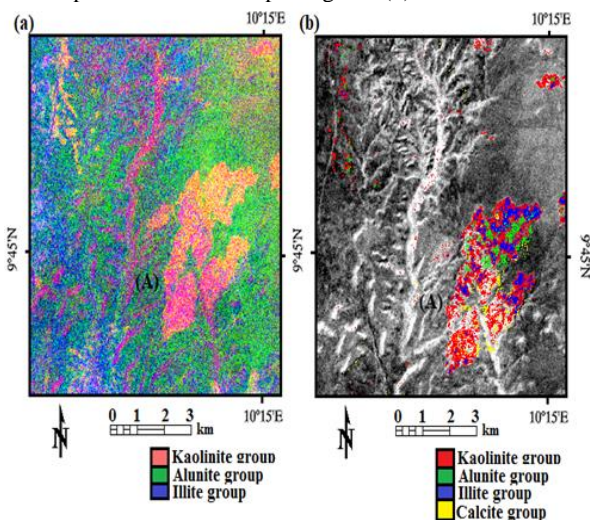 (a)
10°15'E
(b)
10°15'E
9°45'N
9°45'N
(A)
(A)
10°15'E
10°15'E
N
0 1 2 3
km
N
0 1 2 3
km
Kaolinite group
Alunite group
Illite group
Kaolinite group
Alunite group
Illite group
Calcite group